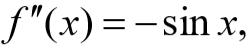 f″(x) = −sin x,